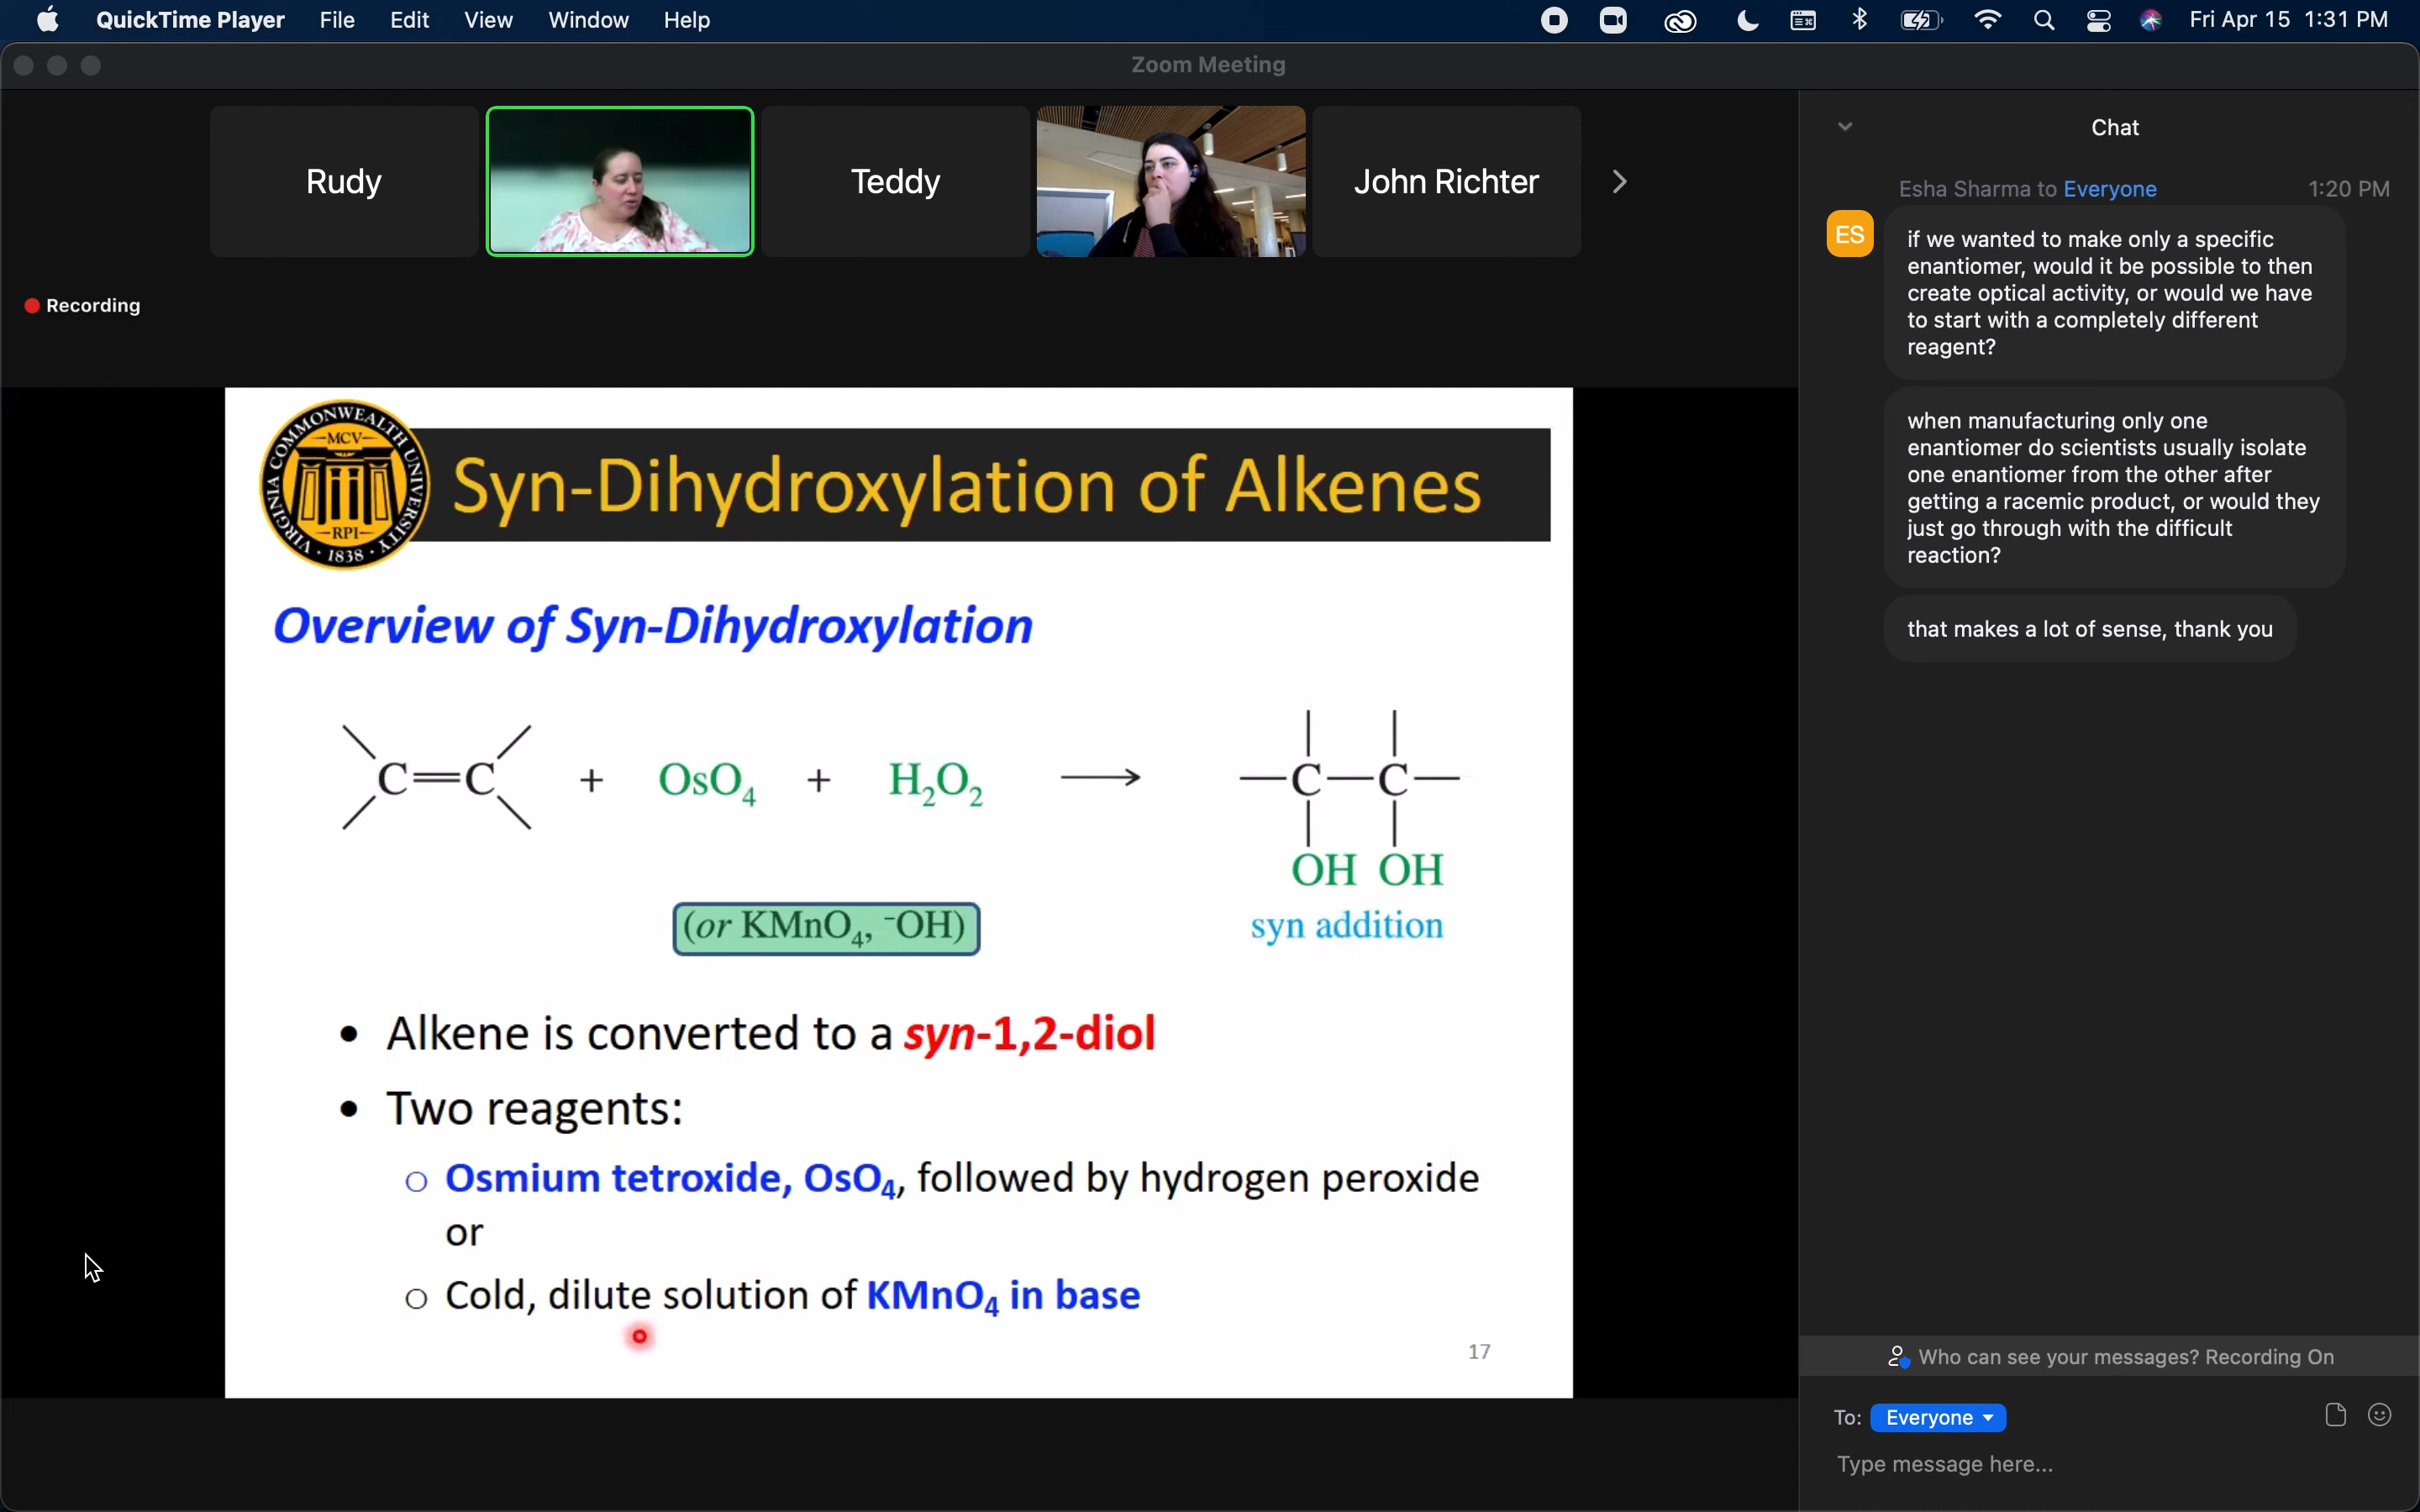 QuickTime Player File Edit View Window Help Fri Apr 15 1:31 PM
Zoom Meeting
Rudy
Teddy
John Richter
Recording
VIRGINIA COMMONWEALTH UNIVERSITY
MCV
RPI
1838
Syn-Dihydroxylation of Alkenes
Overview of Syn-Dihydroxylation
C=C + OsO₄ + H₂O₂ → —C—C—
OH OH
(or KMnO₄, ⁻OH)
syn addition
• Alkene is converted to a syn-1,2-diol
• Two reagents:
○ Osmium tetroxide, OsO₄, followed by hydrogen peroxide
or
○ Cold, dilute solution of KMnO₄ in base
17
Chat
Esha Sharma to Everyone 1:20 PM
ES
if we wanted to make only a specific
enantiomer, would it be possible to then
create optical activity, or would we have
to start with a completely different
reagent?
when manufacturing only one
enantiomer do scientists usually isolate
one enantiomer from the other after
getting a racemic product, or would they
just go through with the difficult
reaction?
that makes a lot of sense, thank you
Who can see your messages? Recording On
To: Everyone
Type message here...